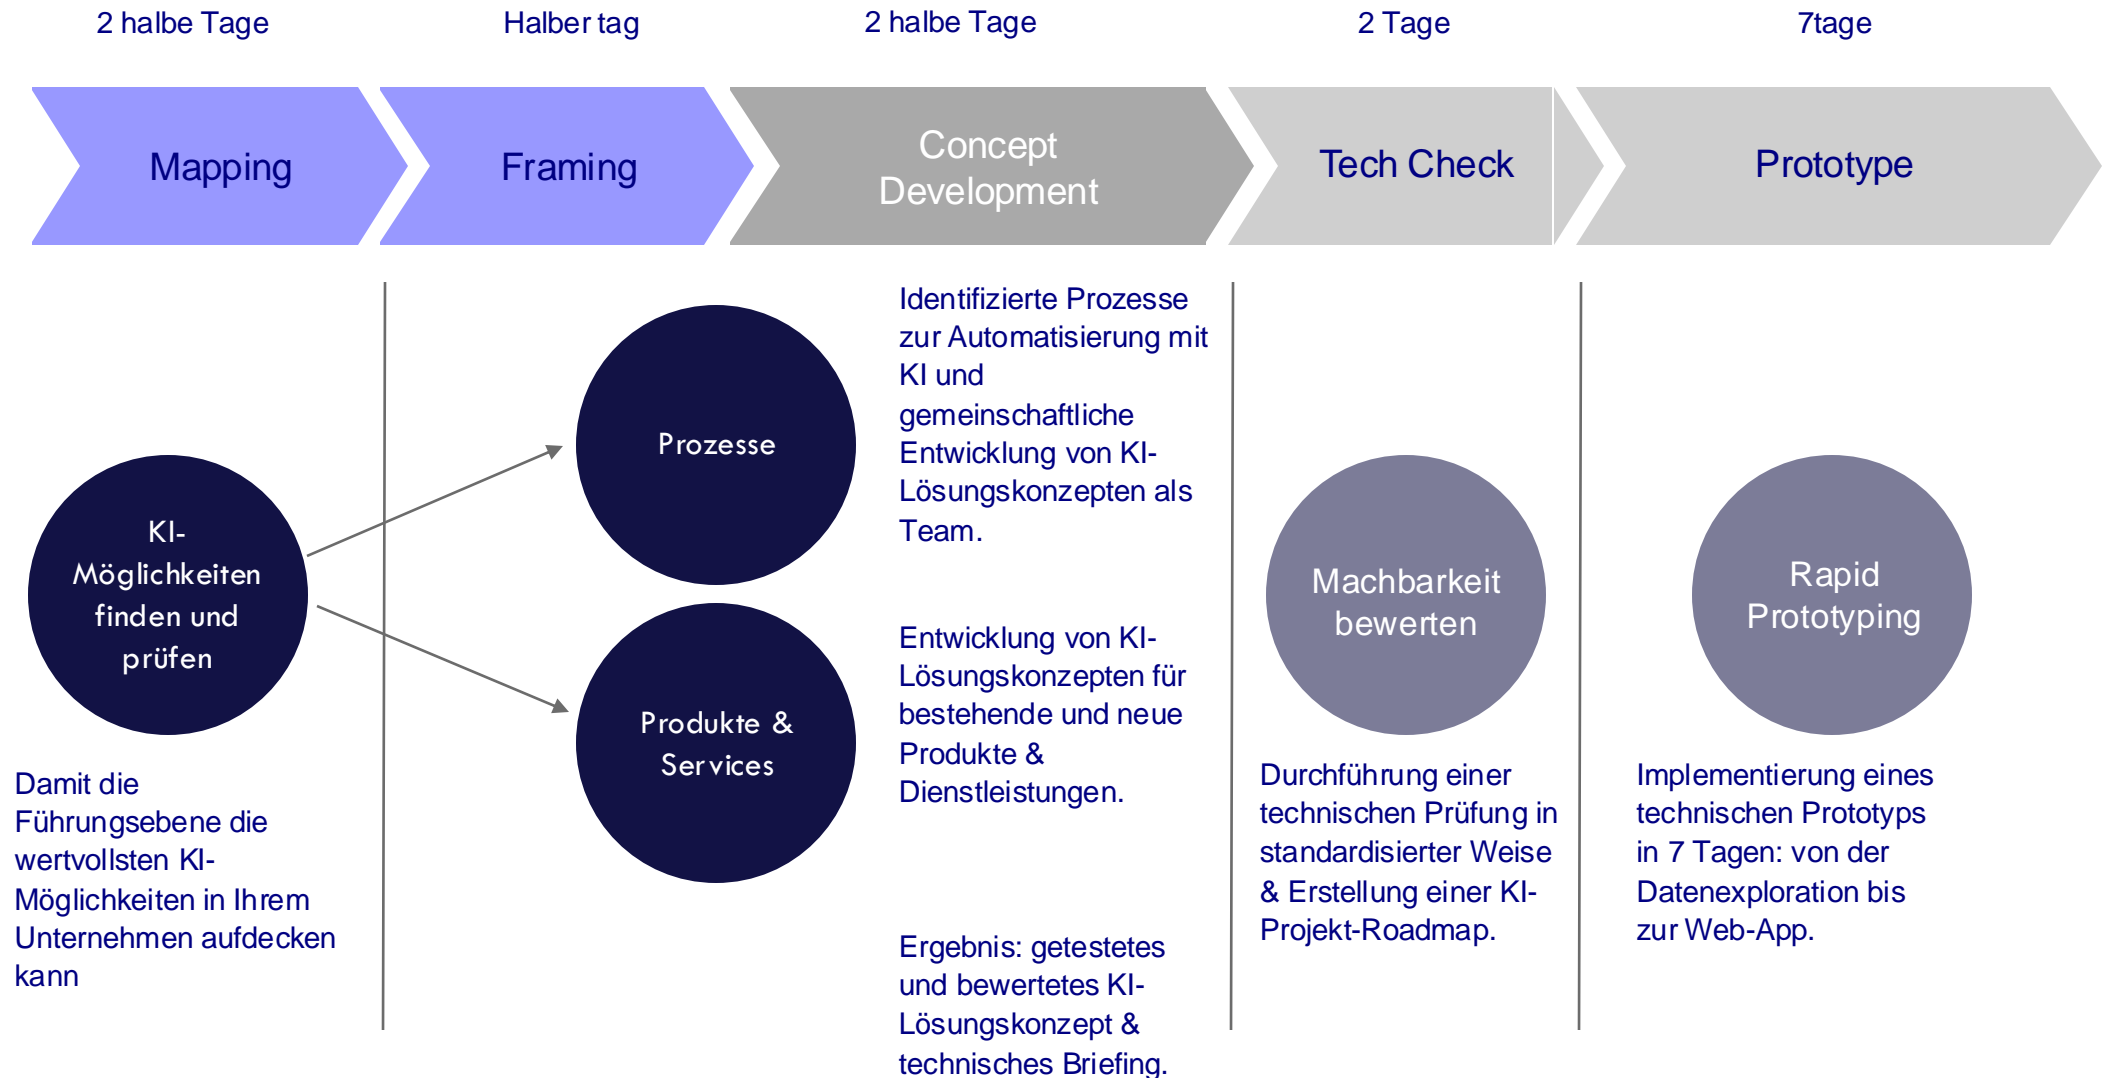 2 halbe Tage
Halber tag
2 halbe Tage
2 Tage
7tage
Mapping
Framing
Concept
Development
Tech Check
Prototype
KI-
Möglichkeiten
finden und
prüfen
Damit die
Führungsebene die
wertvollsten KI-
Möglichkeiten in Ihrem
Unternehmen aufdecken
kann
Prozesse
Produkte &
Services
Identifizierte Prozesse
zur Automatisierung mit
KI und
gemeinschaftliche
Entwicklung von KI-
Lösungskonzepten als
Team.
Entwicklung von KI-
Lösungskonzepten für
bestehende und neue
Produkte &
Dienstleistungen.
Ergebnis: getestetes
und bewertetes KI-
Lösungskonzept &
technisches Briefing.
Machbarkeit
bewerten
Durchführung einer
technischen Prüfung in
standardisierter Weise
& Erstellung einer KI-
Projekt-Roadmap.
Rapid
Prototyping
Implementierung eines
technischen Prototyps
in 7 Tagen: von der
Datenexploration bis
zur Web-App.